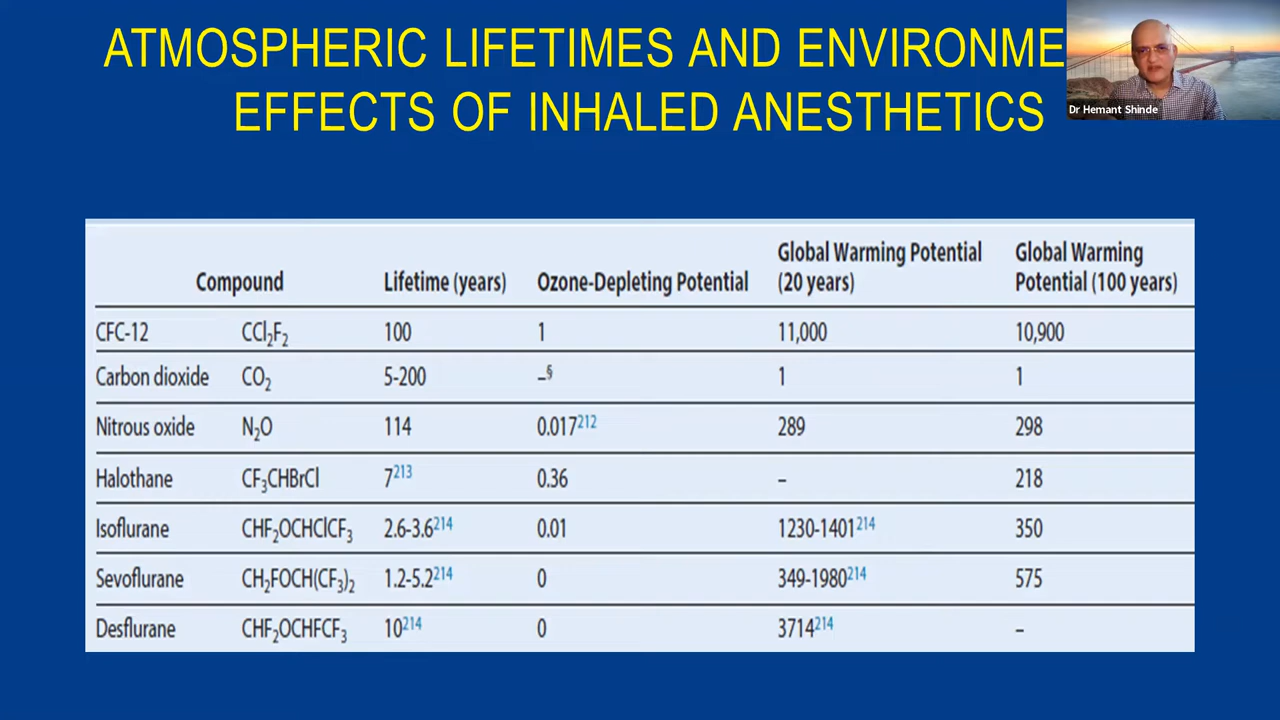 ATMOSPHERIC LIFETIMES AND ENVIRONME
EFFECTS OF INHALED ANESTHETICS
Dr Hemant Shinde
Compound Lifetime (years) Ozone-Depleting Potential Global Warming Potential (20 years) Global Warming Potential (100 years)
CFC-12 CCl₂F₂ 100 1 11,000 10,900
Carbon dioxide CO₂ 5-200 –§ 1 1
Nitrous oxide N₂O 114 0.017²¹² 289 298
Halothane CF₃CHBrCl 7²¹³ 0.36 – 218
Isoflurane CHF₂OCHClCF₃ 2.6-3.6²¹⁴ 0.01 1230-1401²¹⁴ 350
Sevoflurane CH₂FOCH(CF₃)₂ 1.2-5.2²¹⁴ 0 349-1980²¹⁴ 575
Desflurane CHF₂OCHFCF₃ 10²¹⁴ 0 3714²¹⁴ –